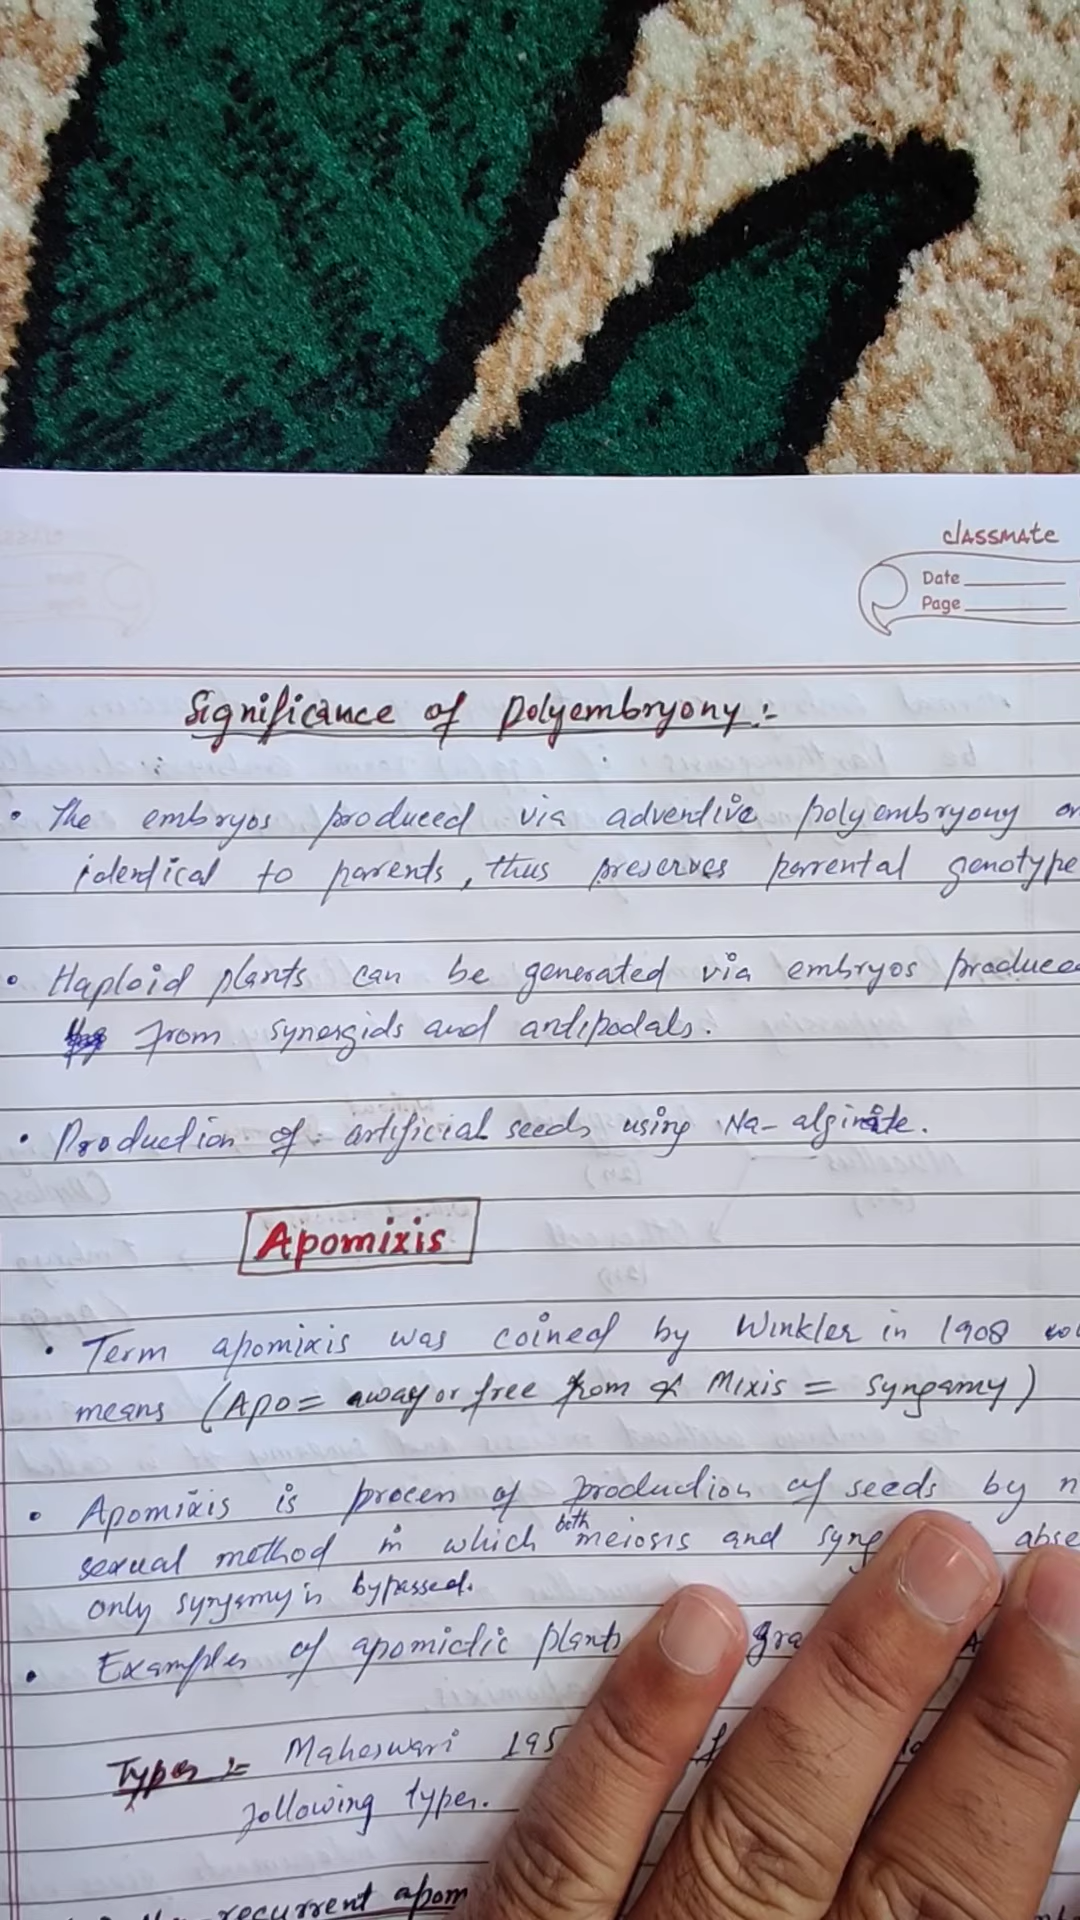 classmate
Date
Page
Significance of Polyembryony :-
• The embryos produced via adventive polyembryony
identical to parents, thus preserves parental genotype
• Haploid plants can be generated via embryos produced
from synergids and antipodals.
• Production of artificial seeds using Na-alginate.
Apomixis
• Term apomixis was coined by Winkler in 1908
means (Apo = away or free from & Mixis = syngamy)
• Apomixis is process of production of seeds by
sexual method in which both meiosis and
only syngamy is bypassed.
• Examples of apomictic plants
Types :- Maheswari 195
following types.
recurrent apom